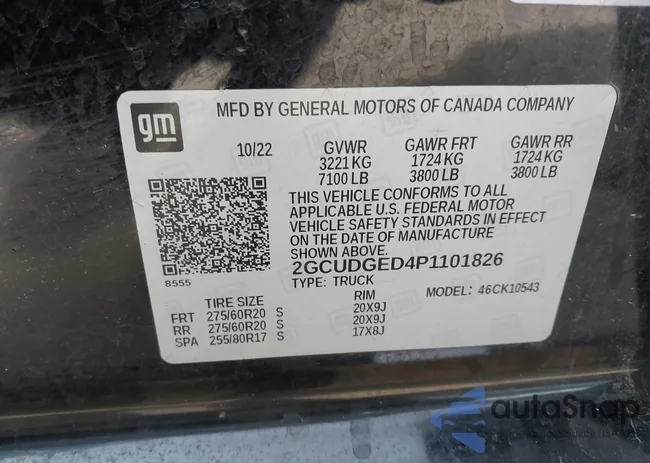 gm
MFD BY GENERAL MOTORS OF CANADA COMPANY
10/22 GVWR GAWR FRT GAWR RR
3221 KG 1724 KG 1724 KG
7100 LB 3800 LB 3800 LB
THIS VEHICLE CONFORMS TO ALL
APPLICABLE U.S. FEDERAL MOTOR
VEHICLE SAFETY STANDARDS IN EFFECT
ON THE DATE OF MANUFACTURE
SHOWN ABOVE.
2GCUDGED4P1101826
TYPE: TRUCK MODEL: 46CK10543
8555
TIRE SIZE RIM
FRT 275/60R20 S 20X9J
RR 275/60R20 S 20X9J
SPA 255/80R17 S 17X8J
autoSnap